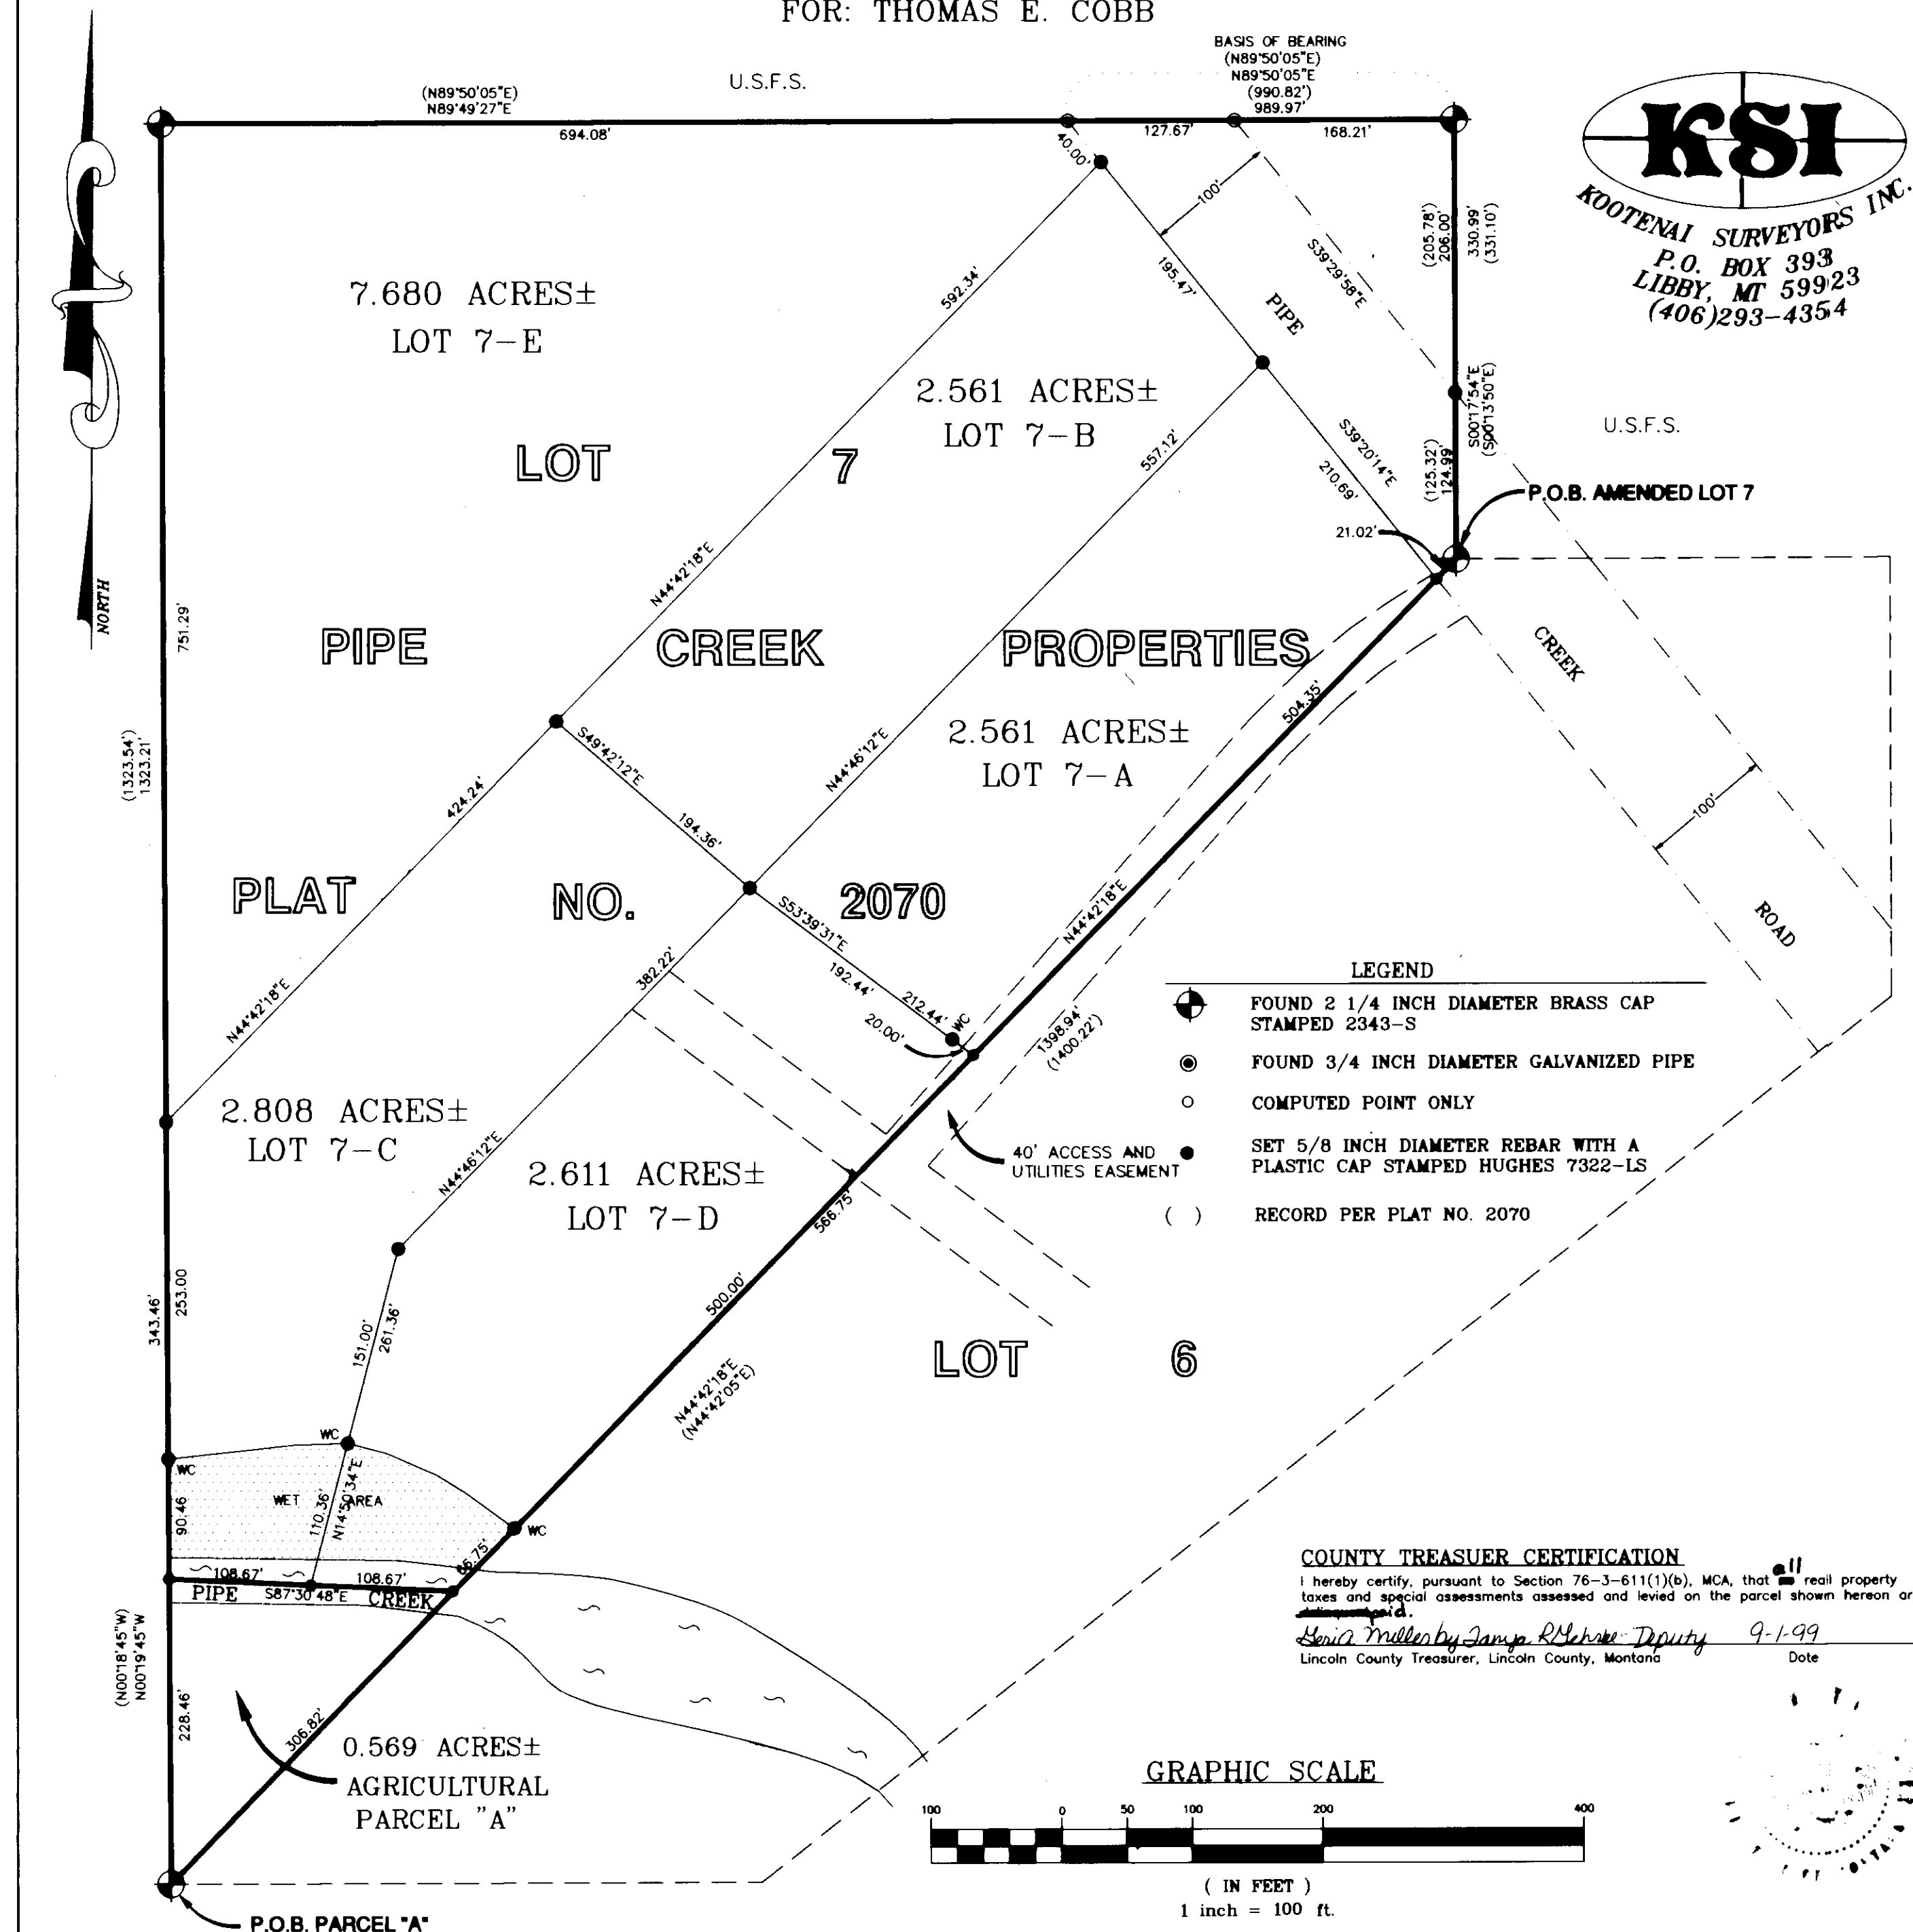 FOR: THOMAS E. COBB
BASIS OF BEARING
(N89°50'05"E)
N89°50'05"E
(990.82')
989.97'
U.S.F.S.
(N89°50'05"E)
N89°49'27"E
694.08'
127.67'
168.21'
40.00'
100'
KSI
KOOTENAI SURVEYORS INC.
P.O. BOX 393
LIBBY, MT 59923
(406)293-4354
(205.78')
206.00'
330.99'
(331.10')
S39°29'58"E
195.47'
PIPE
7.680 ACRES±
LOT 7-E
592.34'
2.561 ACRES±
LOT 7-B
S00°17'54"E
(S00°13'50"E)
U.S.F.S.
LOT 7
557.12'
S39°20'14"E
210.69'
(125.32')
124.99'
P.O.B. AMENDED LOT 7
21.02'
NORTH
N44°42'18"E
751.29'
PIPE CREEK PROPERTIES
CREEK
504.35'
2.561 ACRES±
LOT 7-A
S49°42'12"E
N44°46'12"E
(1323.54')
1323.21'
424.24'
194.36'
100'
PLAT NO. 2070
S53°39'31"E
N44°42'18"E
ROAD
382.22'
192.44'
212.44'
WC
20.00'
1398.94'
(1400.22')
N44°42'18"E
LEGEND
FOUND 2 1/4 INCH DIAMETER BRASS CAP
STAMPED 2343-S
FOUND 3/4 INCH DIAMETER GALVANIZED PIPE
COMPUTED POINT ONLY
SET 5/8 INCH DIAMETER REBAR WITH A
PLASTIC CAP STAMPED HUGHES 7322-LS
( ) RECORD PER PLAT NO. 2070
40' ACCESS AND
UTILITIES EASEMENT
2.808 ACRES±
LOT 7-C
N44°46'12"E
2.611 ACRES±
LOT 7-D
566.75'
500.00'
343.46'
253.00
151.00'
261.36'
LOT 6
N44°42'18"E
(N44°42'05"E)
WC
WC
WET AREA
90.46
110.36'
N14°50'34"E
WC
66.75'
108.67'
108.67'
PIPE S87°30'48"E CREEK
(N00°18'45"W)
N00°19'45"W
228.46'
306.82'
0.569 ACRES±
AGRICULTURAL
PARCEL "A"
P.O.B. PARCEL "A"
COUNTY TREASUER CERTIFICATION
all
I hereby certify, pursuant to Section 76-3-611(1)(b), MCA, that reall property
taxes and special assessments assessed and levied on the parcel shown hereon ar
paid.
Deputy 9-1-99
Lincoln County Treasurer, Lincoln County, Montana Date
GRAPHIC SCALE
100 0 50 100 200 400
( IN FEET )
1 inch = 100 ft.